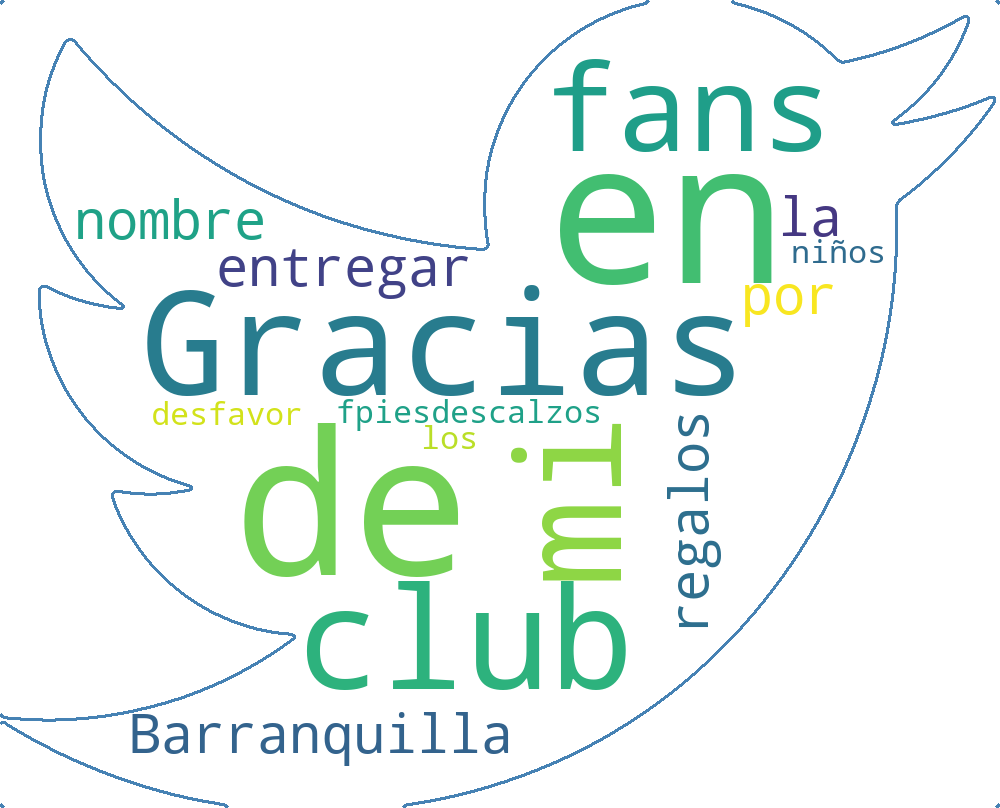 fans
en
nombre
la
entregar
niños
por
Gracias
desfavor
fpiesdescalzos
los
de
mi
regalos
club
Barranquilla